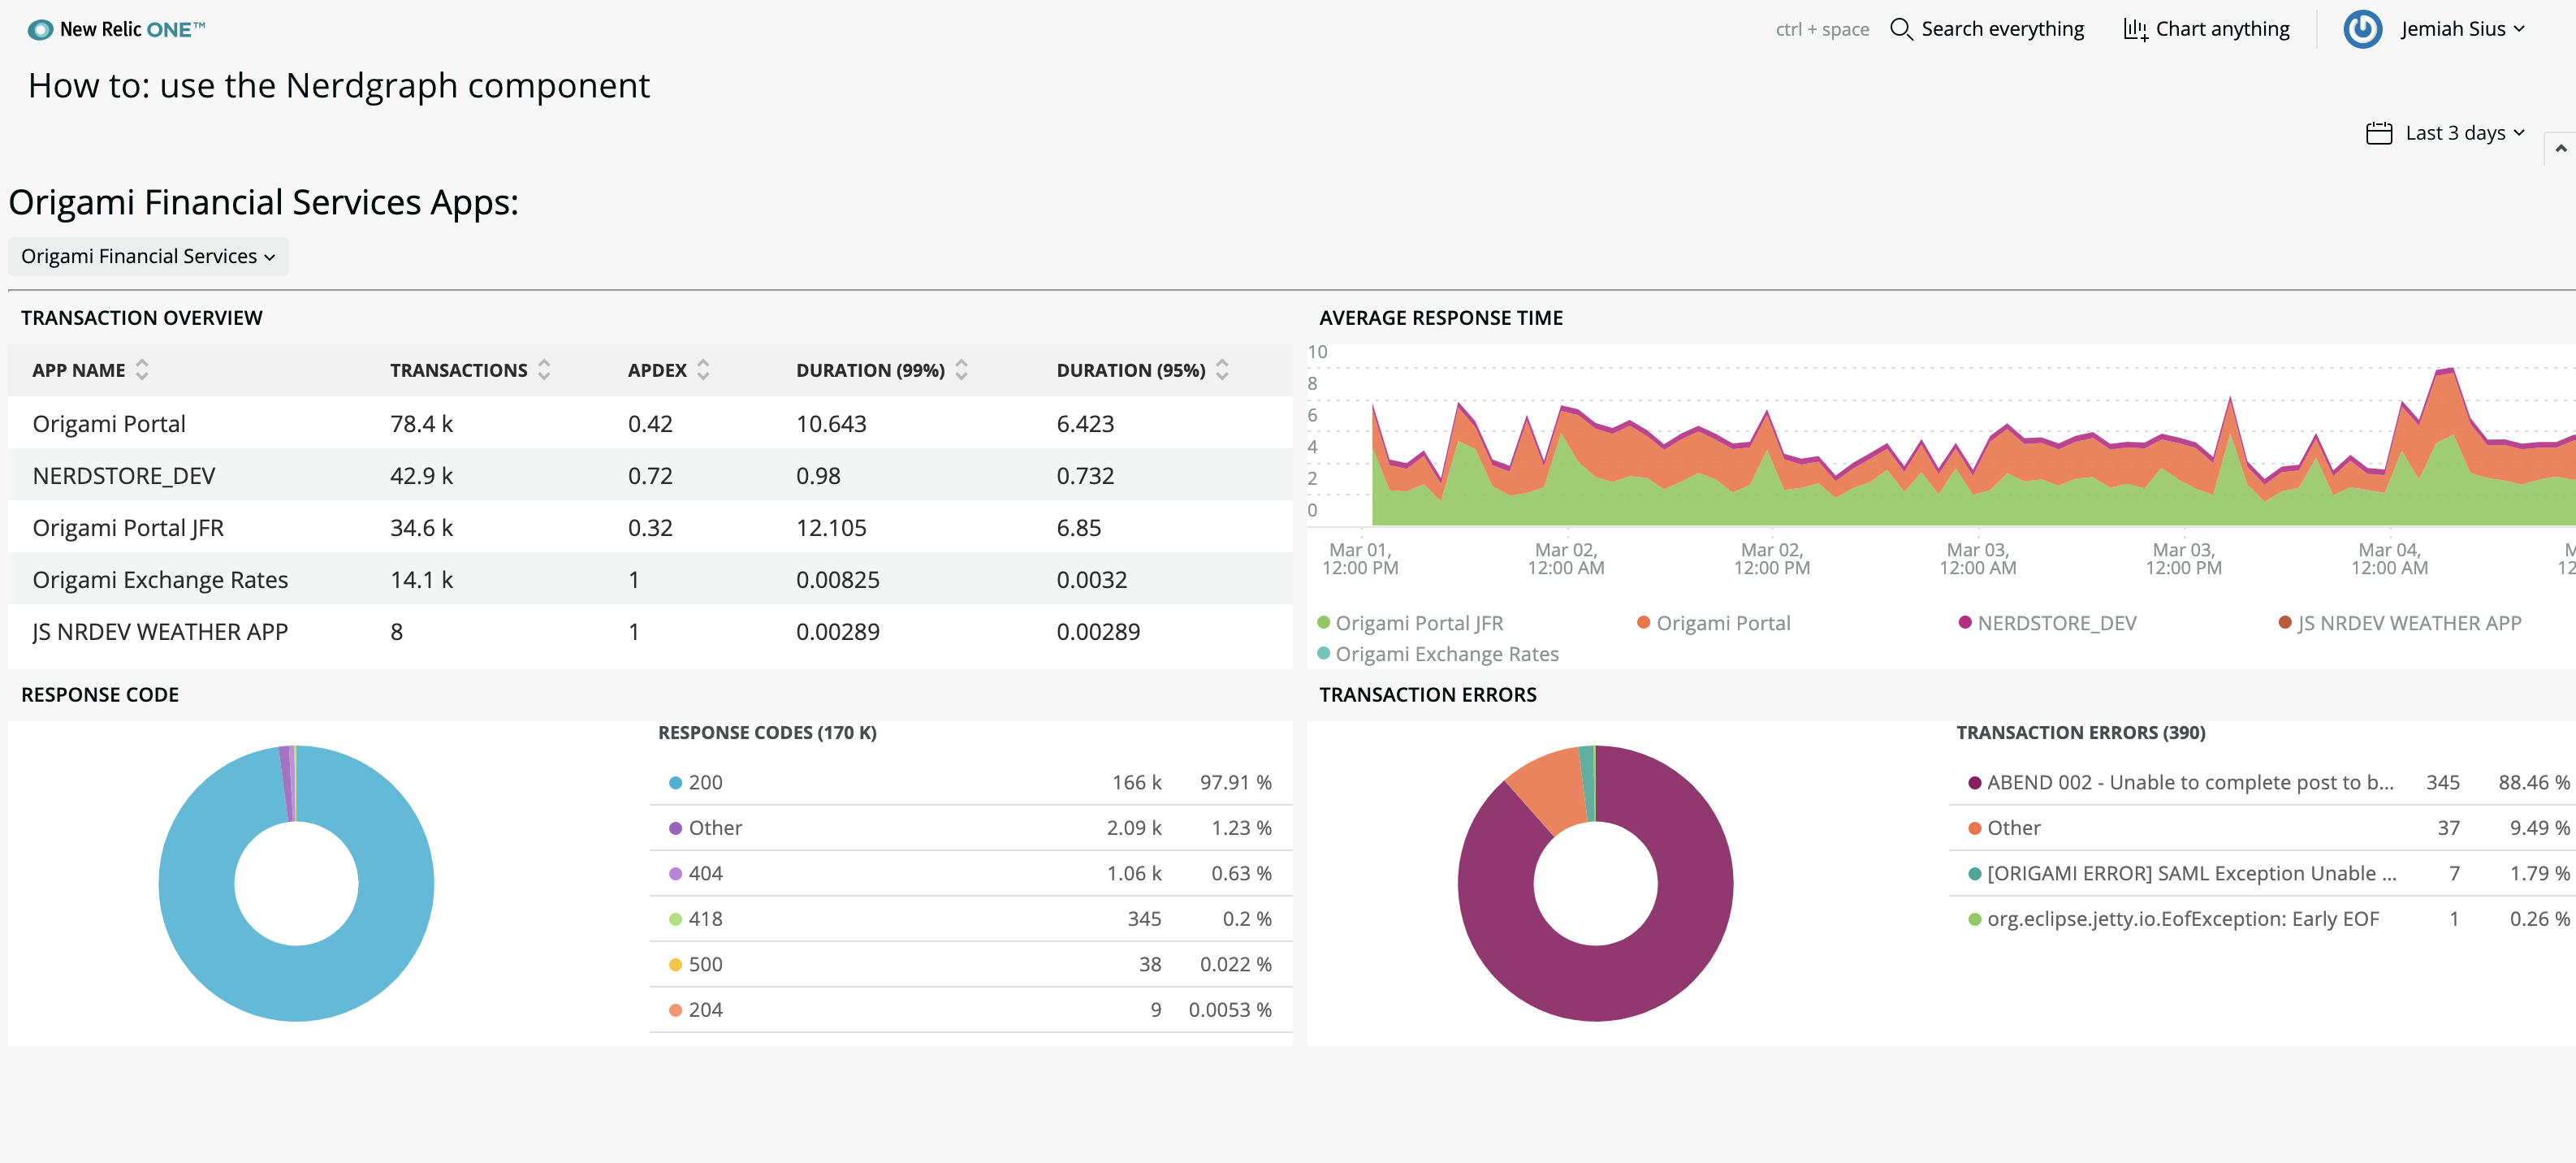 New Relic ONE™
ctrl + space Search everything Chart anything Jemiah Sius
How to: use the Nerdgraph component
Last 3 days
Origami Financial Services Apps:
Origami Financial Services
TRANSACTION OVERVIEW
APP NAME TRANSACTIONS APDEX DURATION (99%) DURATION (95%)
Origami Portal 78.4 k 0.42 10.643 6.423
NERDSTORE_DEV 42.9 k 0.72 0.98 0.732
Origami Portal JFR 34.6 k 0.32 12.105 6.85
Origami Exchange Rates 14.1 k 1 0.00825 0.0032
JS NRDEV WEATHER APP 8 1 0.00289 0.00289
AVERAGE RESPONSE TIME
10
8
6
4
2
0
Mar 01, Mar 02, Mar 02, Mar 03, Mar 03, Mar 04,
12:00 PM 12:00 AM 12:00 PM 12:00 AM 12:00 PM 12:00 AM
Origami Portal JFR Origami Portal NERDSTORE_DEV JS NRDEV WEATHER APP
Origami Exchange Rates
RESPONSE CODE
RESPONSE CODES (170 K)
200 166 k 97.91 %
Other 2.09 k 1.23 %
404 1.06 k 0.63 %
418 345 0.2 %
500 38 0.022 %
204 9 0.0053 %
TRANSACTION ERRORS
TRANSACTION ERRORS (390)
ABEND 002 - Unable to complete post to b... 345 88.46 %
Other 37 9.49 %
[ORIGAMI ERROR] SAML Exception Unable ... 7 1.79 %
org.eclipse.jetty.io.EofException: Early EOF 1 0.26 %